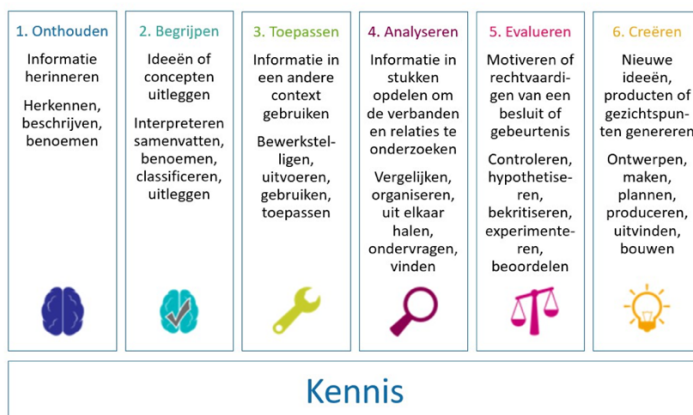 1. Onthouden
Informatie
herinneren
Herkennen,
beschrijven,
benoemen
2. Begrijpen
Ideeën of
concepten
uitleggen
Interpreteren
samenvatten,
benoemen,
classificeren,
uitleggen
3. Toepassen
Informatie in
een andere
context
gebruiken
Bewerkstel-
ligen,
uitvoeren,
gebruiken,
toepassen
4. Analyseren
Informatie in
stukken
opdelen om
de verbanden
en relaties te
onderzoeken
Vergelijken,
organiseren,
uit elkaar
halen,
ondervragen,
vinden
5. Evalueren
Motiveren of
rechtvaardi-
gen van een
besluit of
gebeurtenis
Controleren,
hypothetise-
ren,
bekritiseren,
experimente-
ren,
beoordelen
6. Creëren
Nieuwe
ideeën,
producten of
gezichtspun-
ten genereren
Ontwerpen,
maken,
plannen,
produceren,
uitvinden,
bouwen
Kennis